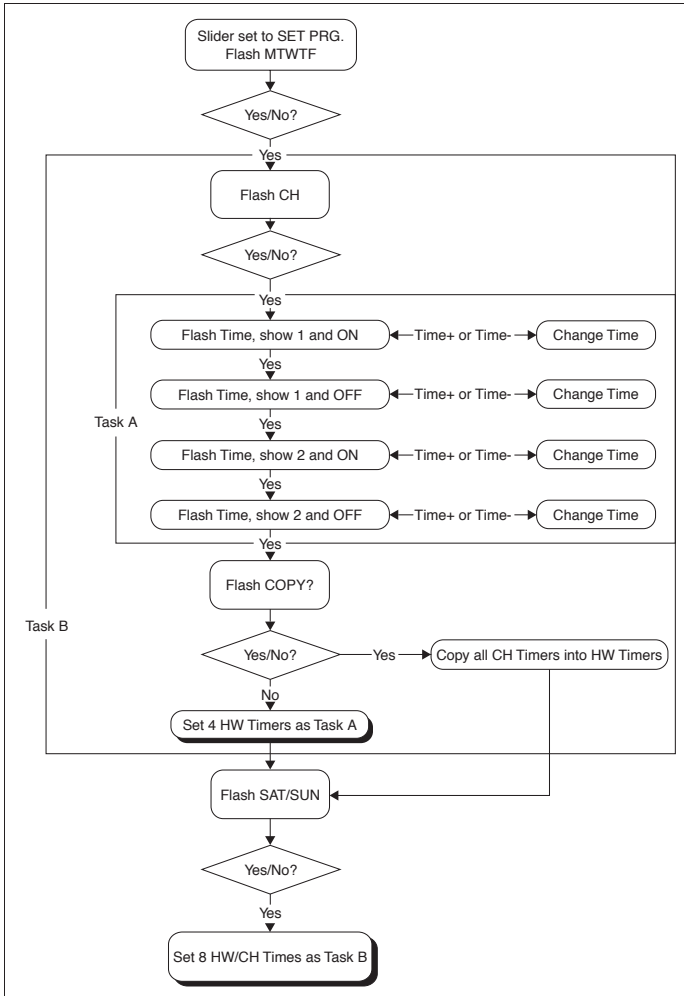 Slider set to SET PRG.
Flash MTWTF
Yes/No?
Yes
Flash CH
Yes/No?
Yes
Flash Time, show 1 and ON
Time+ or Time-
Change Time
Yes
Flash Time, show 1 and OFF
Time+ or Time-
Change Time
Task A
Yes
Flash Time, show 2 and ON
Time+ or Time-
Change Time
Yes
Flash Time, show 2 and OFF
Time+ or Time-
Change Time
Yes
Flash COPY?
Task B
Yes/No?
Yes
Copy all CH Timers into HW Timers
No
Set 4 HW Timers as Task A
Flash SAT/SUN
Yes/No?
Yes
Set 8 HW/CH Times as Task B